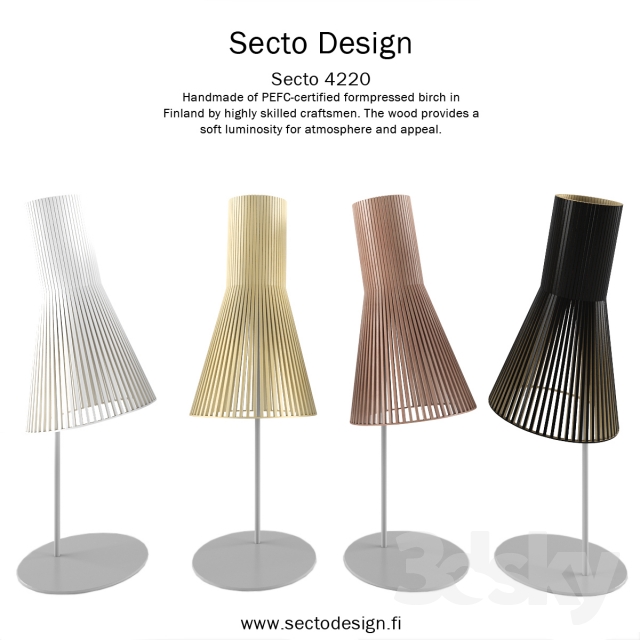 Secto Design
Secto 4220
Handmade of PEFC-certified formpressed birch in
Finland by highly skilled craftsmen. The wood provides a
soft luminosity for atmosphere and appeal.
3dsky
www.sectodesign.fi